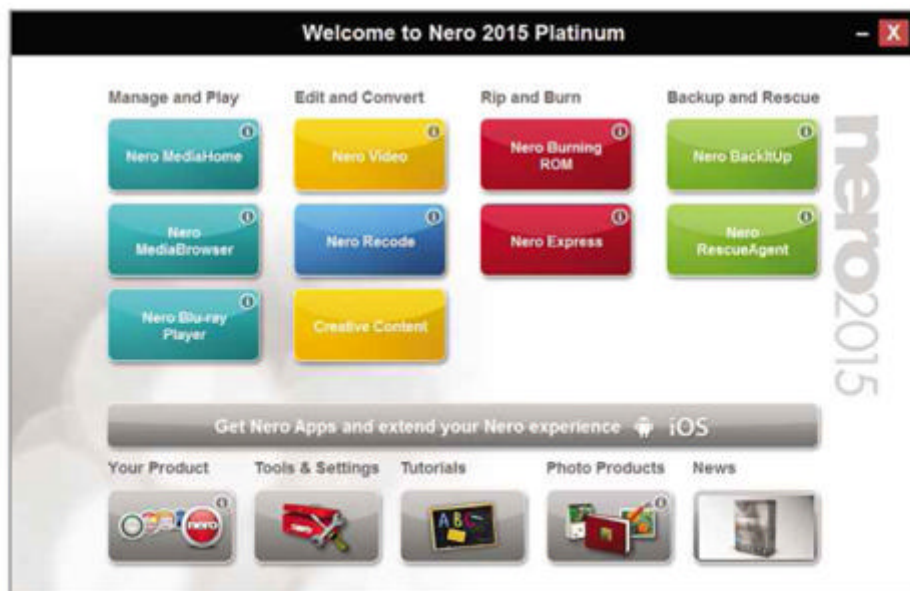 Welcome to Nero 2015 Platinum
Manage and Play
Edit and Convert
Rip and Burn
Backup and Rescue
Nero MediaHome
Nero Video
Nero Burning
ROM
Nero BackItUp
Nero
MediaBrowser
Nero Recode
Nero Express
Nero
RescueAgent
Nero Blu-ray
Player
Creative Content
nero2015
Get Nero Apps and extend your Nero experience iOS
Your Product
Tools & Settings
Tutorials
Photo Products
News
nero
nero
ABC